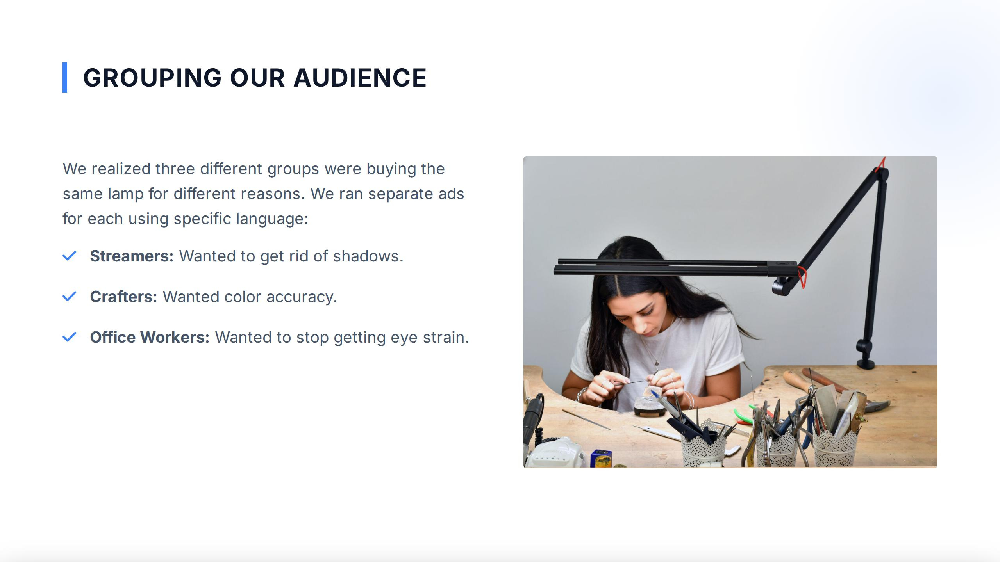 GROUPING OUR AUDIENCE
We realized three different groups were buying the
same lamp for different reasons. We ran separate ads
for each using specific language:
Streamers: Wanted to get rid of shadows.
Crafters: Wanted color accuracy.
Office Workers: Wanted to stop getting eye strain.